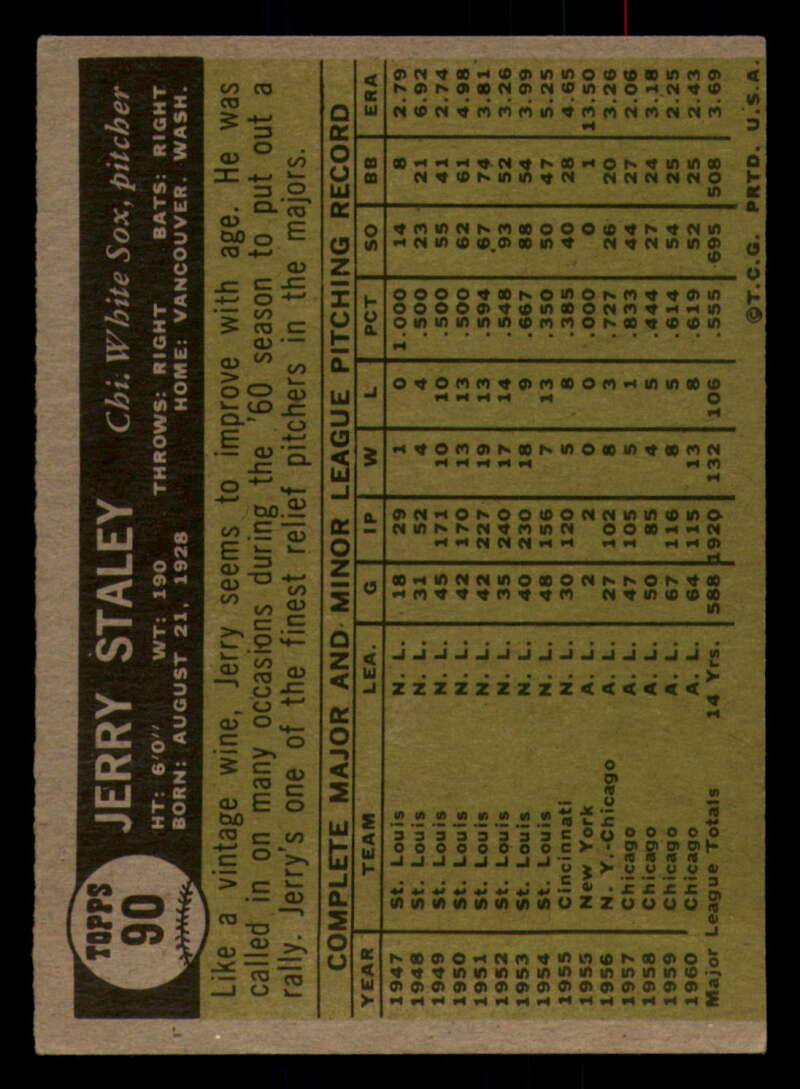 TOPPS
90
JERRY STALEY Chi. White Sox, pitcher
HT: 6'0" WT: 190 THROWS: RIGHT BATS: RIGHT
BORN: AUGUST 21, 1928 HOME: VANCOUVER, WASH.
Like a vintage wine, Jerry seems to improve with age. He was
called in on many occasions during the '60 season to put out a
rally. Jerry's one of the finest relief pitchers in the majors.
COMPLETE MAJOR AND MINOR LEAGUE PITCHING RECORD
YEAR TEAM LEA. G IP W L PCT SO BB ERA
1947 St. Louis N. L. 18 29 1 0 1.000 14 8 2.79
1948 St. Louis N. L. 31 52 4 4 .500 23 21 6.92
1949 St. Louis N. L. 45 171 10 10 .500 55 41 2.74
1950 St. Louis N. L. 42 170 13 13 .500 62 61 4.98
1951 St. Louis N. L. 42 227 19 13 .594 67 74 3.81
1952 St. Louis N. L. 35 240 17 14 .548 93 52 3.26
1953 St. Louis N. L. 40 230 18 9 .667 88 54 3.99
1954 St. Louis N. L. 48 156 7 13 .350 50 47 5.25
1955 Cincinnati N. L. 30 120 5 8 .385 40 28 4.65
1955 New York A. L. 2 2 0 0 .000 0 1 13.50
1956 N. Y.-Chicago A. L. 27 102 8 3 .727 26 20 3.26
1957 Chicago A. L. 47 105 5 1 .833 44 27 2.06
1958 Chicago A. L. 50 85 4 5 .444 27 24 3.18
1959 Chicago A. L. 67 116 8 5 .614 54 25 2.25
1960 Chicago A. L. 64 115 13 8 .619 52 25 2.43
Major League Totals 14 Yrs. 588 1920 132 106 .555 695 508 3.69
©T.C.G. PRTD. U.S.A.